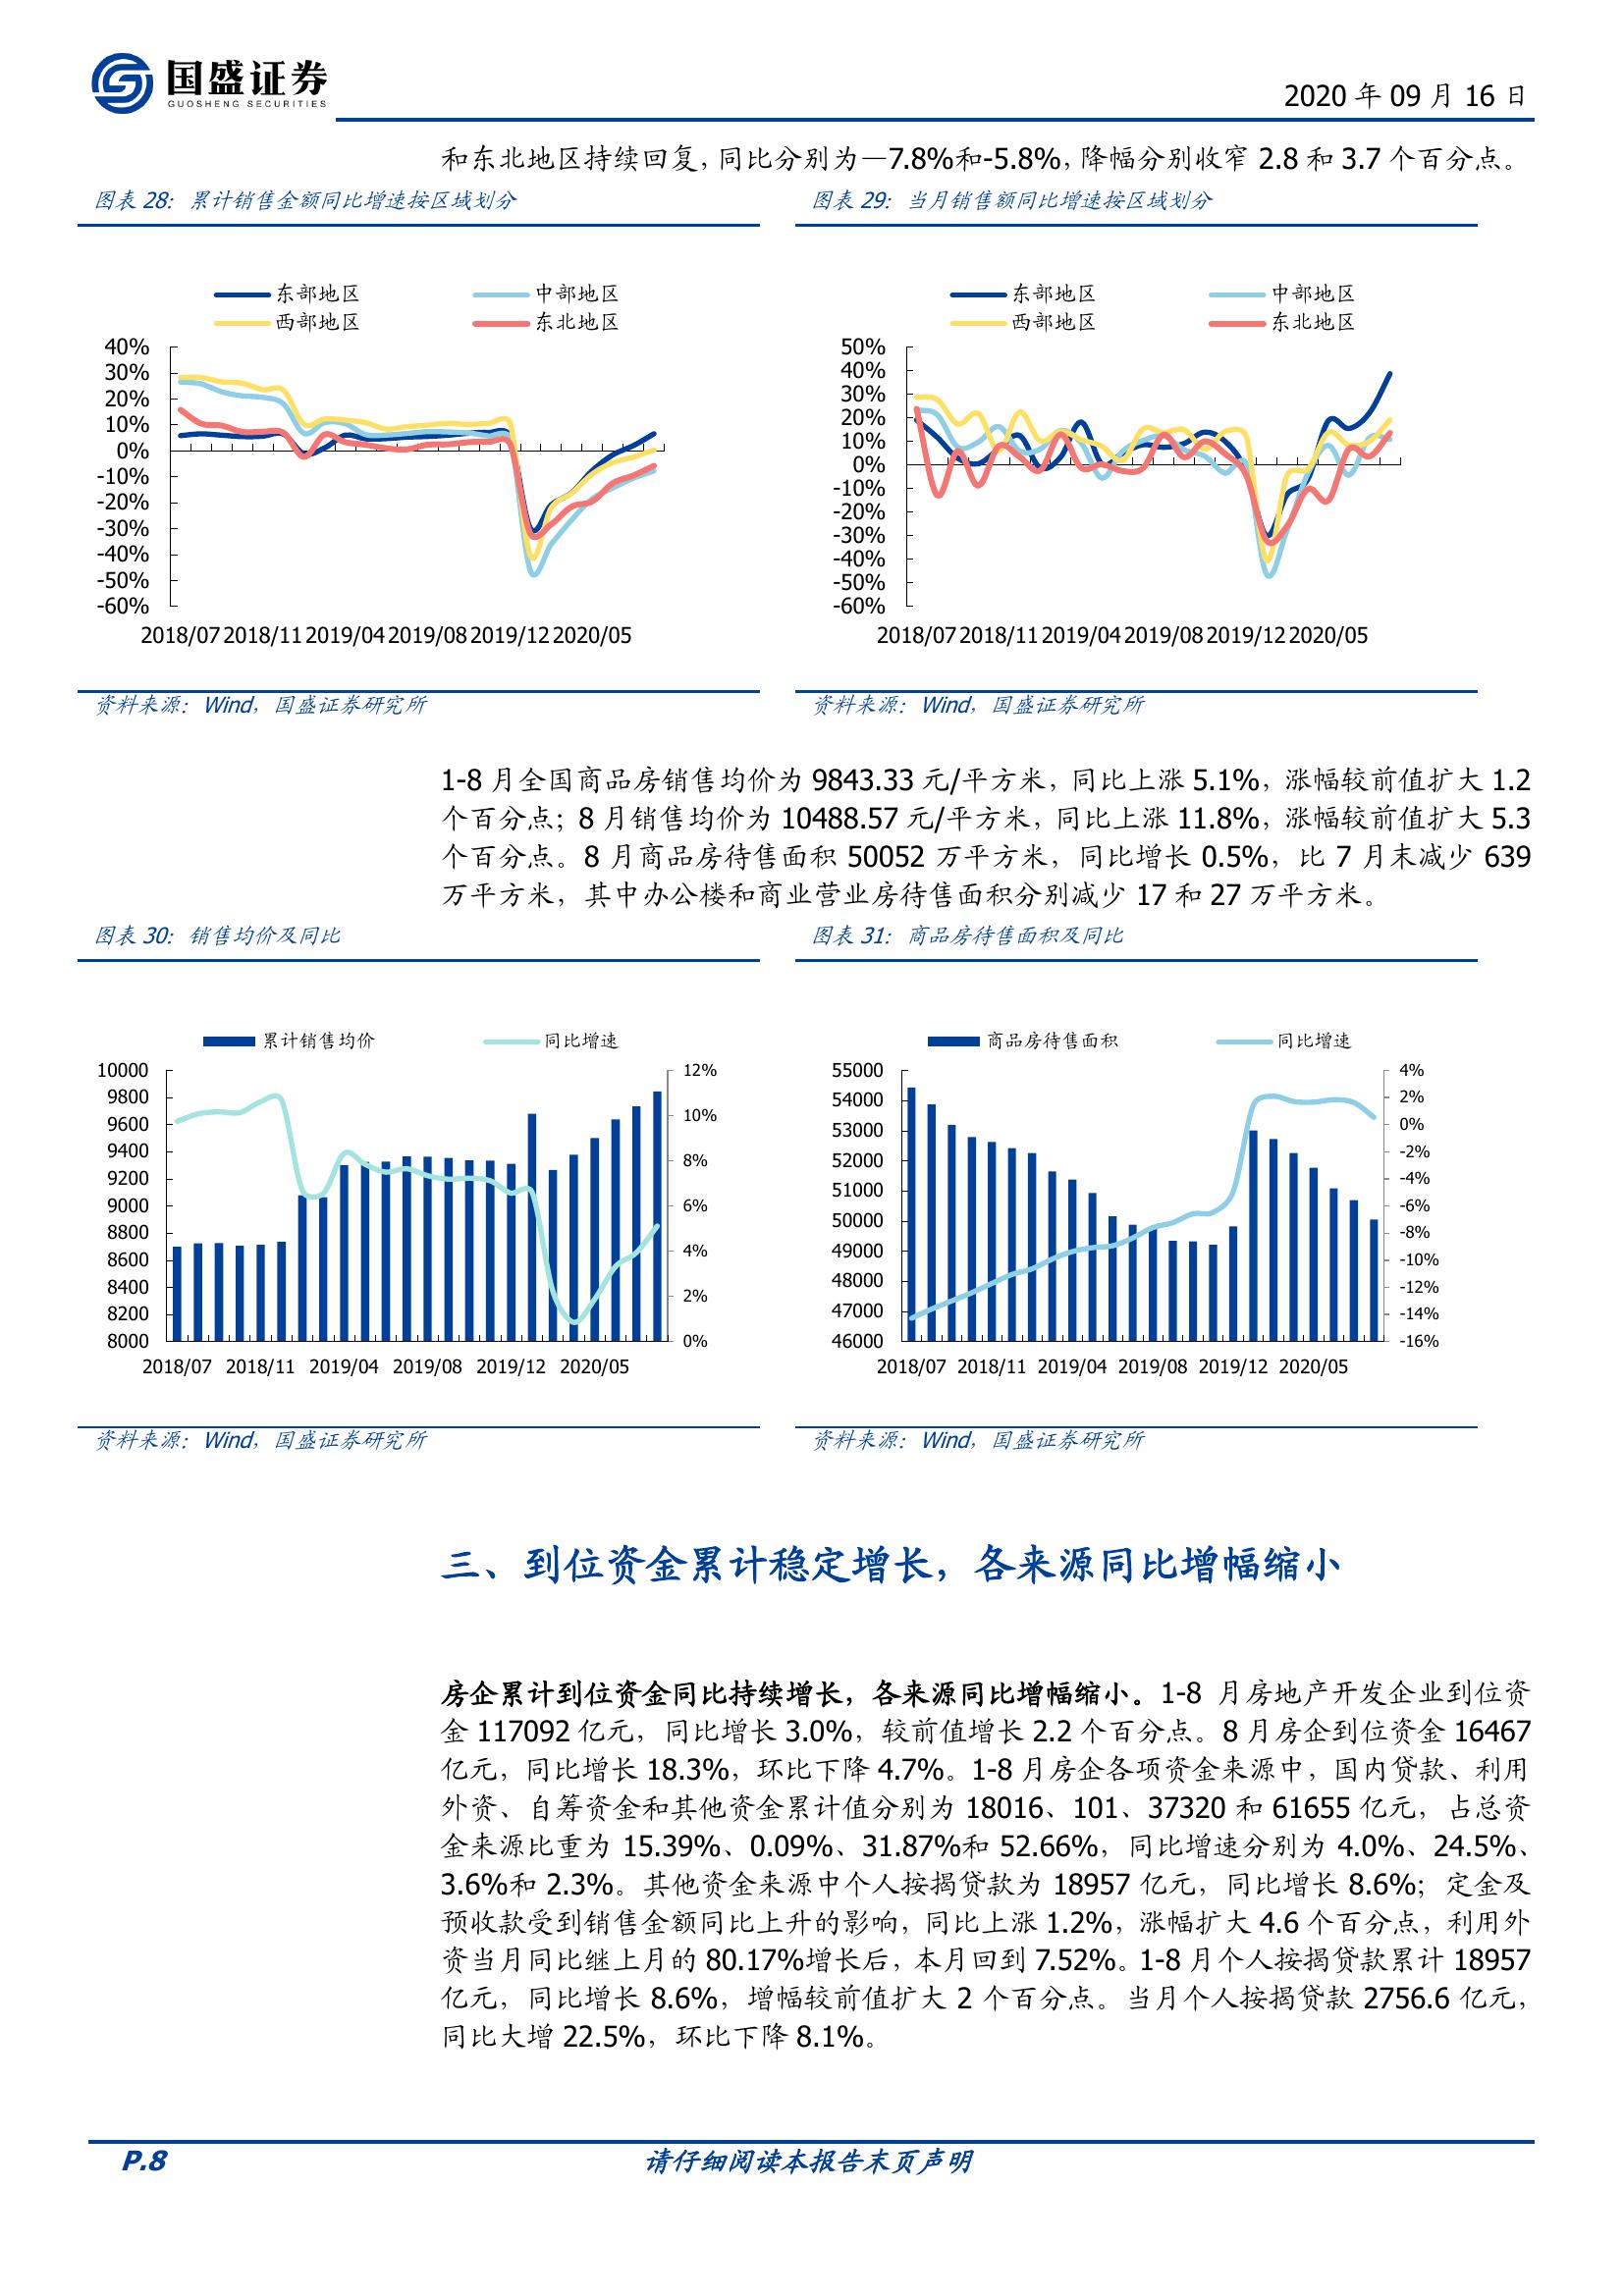 国盛证券
GUOSHENG SECURITIES
2020 年 09 月 16 日
和东北地区持续回复，同比分别为—7.8%和-5.8%，降幅分别收窄 2.8 和 3.7 个百分点。
图表 28：累计销售金额同比增速按区域划分
东部地区 中部地区
西部地区 东北地区
40%
30%
20%
10%
0%
-10%
-20%
-30%
-40%
-50%
-60%
2018/07 2018/11 2019/04 2019/08 2019/12 2020/05
资料来源：Wind，国盛证券研究所
图表 29：当月销售额同比增速按区域划分
东部地区 中部地区
西部地区 东北地区
50%
40%
30%
20%
10%
0%
-10%
-20%
-30%
-40%
-50%
-60%
2018/07 2018/11 2019/04 2019/08 2019/12 2020/05
资料来源：Wind，国盛证券研究所
1-8 月全国商品房销售均价为 9843.33 元/平方米，同比上涨 5.1%，涨幅较前值扩大 1.2
个百分点；8 月销售均价为 10488.57 元/平方米，同比上涨 11.8%，涨幅较前值扩大 5.3
个百分点。8 月商品房待售面积 50052 万平方米，同比增长 0.5%，比 7 月末减少 639
万平方米，其中办公楼和商业营业房待售面积分别减少 17 和 27 万平方米。
图表 30：销售均价及同比
累计销售均价 同比增速
10000
9800
9600
9400
9200
9000
8800
8600
8400
8200
8000
12%
10%
8%
6%
4%
2%
0%
2018/07 2018/11 2019/04 2019/08 2019/12 2020/05
资料来源：Wind，国盛证券研究所
图表 31：商品房待售面积及同比
商品房待售面积 同比增速
55000
54000
53000
52000
51000
50000
49000
48000
47000
46000
4%
2%
0%
-2%
-4%
-6%
-8%
-10%
-12%
-14%
-16%
2018/07 2018/11 2019/04 2019/08 2019/12 2020/05
资料来源：Wind，国盛证券研究所
三、到位资金累计稳定增长，各来源同比增幅缩小
房企累计到位资金同比持续增长，各来源同比增幅缩小。1-8 月房地产开发企业到位资
金 117092 亿元，同比增长 3.0%，较前值增长 2.2 个百分点。8 月房企到位资金 16467
亿元，同比增长 18.3%，环比下降 4.7%。1-8 月房企各项资金来源中，国内贷款、利用
外资、自筹资金和其他资金累计值分别为 18016、101、37320 和 61655 亿元，占总资
金来源比重为 15.39%、0.09%、31.87%和 52.66%，同比增速分别为 4.0%、24.5%、
3.6%和 2.3%。其他资金来源中个人按揭贷款为 18957 亿元，同比增长 8.6%；定金及
预收款受到销售金额同比上升的影响，同比上涨 1.2%，涨幅扩大 4.6 个百分点，利用外
资当月同比继上月的 80.17%增长后，本月回到 7.52%。1-8 月个人按揭贷款累计 18957
亿元，同比增长 8.6%，增幅较前值扩大 2 个百分点。当月个人按揭贷款 2756.6 亿元，
同比大增 22.5%，环比下降 8.1%。
P.8
请仔细阅读本报告末页声明